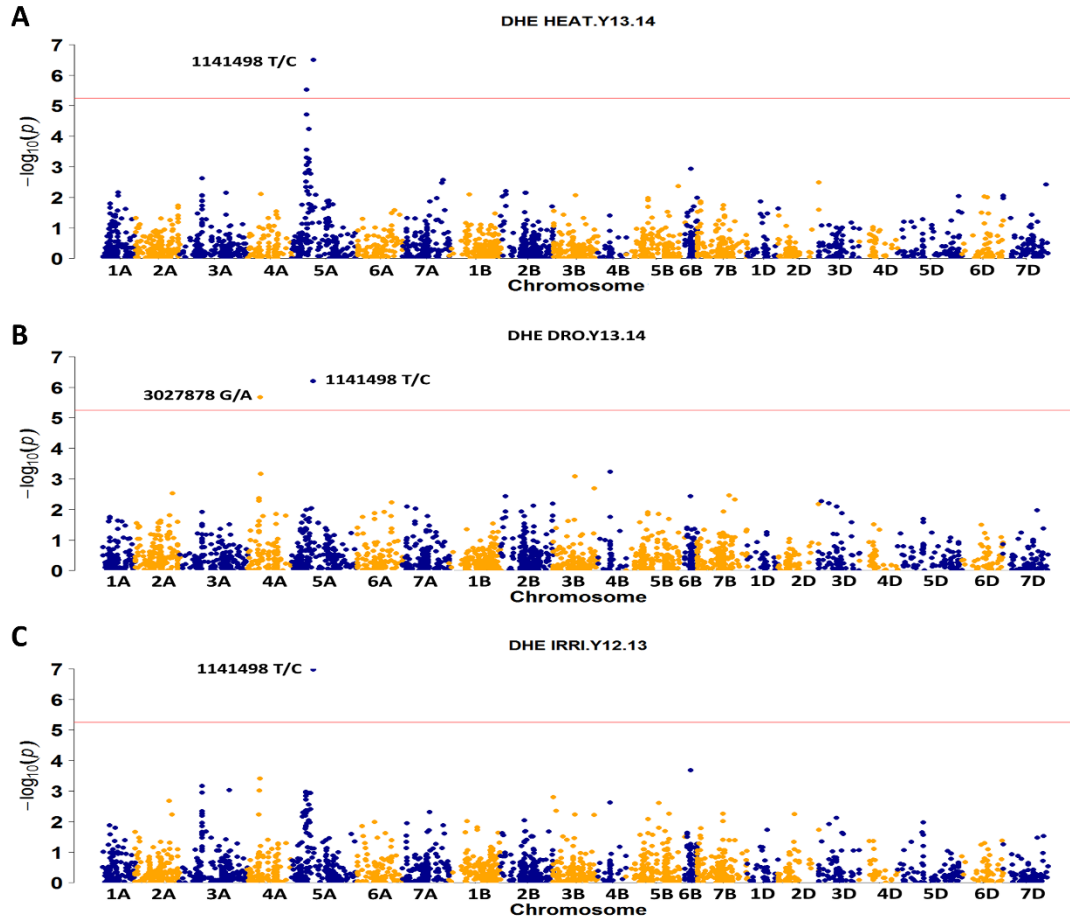 A
DHE HEAT.Y13.14
7
1141498 T/C
6
5
4
3
2
1
0
−log10(p)
1A 2A 3A 4A 5A 6A 7A 1B 2B 3B 4B 5B 6B 7B 1D 2D 3D 4D 5D 6D 7D
Chromosome
B
DHE DRO.Y13.14
7
1141498 T/C
6
3027878 G/A
5
4
3
2
1
0
−log10(p)
1A 2A 3A 4A 5A 6A 7A 1B 2B 3B 4B 5B 6B 7B 1D 2D 3D 4D 5D 6D 7D
Chromosome
C
DHE IRRI.Y12.13
7
1141498 T/C
6
5
4
3
2
1
0
−log10(p)
1A 2A 3A 4A 5A 6A 7A 1B 2B 3B 4B 5B 6B 7B 1D 2D 3D 4D 5D 6D 7D
Chromosome